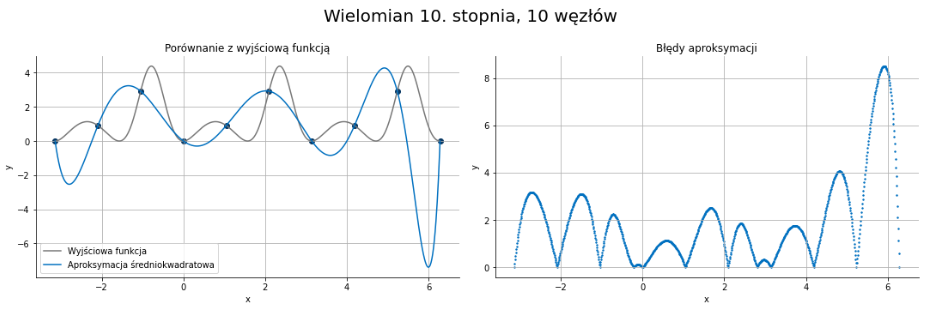 Wielomian 10. stopnia, 10 węzłów
Porównanie z wyjściową funkcją
4
2
0
−2
−4
−6
y
−2
0
2
4
6
x
Wyjściowa funkcja
Aproksymacja średniokwadratowa
Błędy aproksymacji
8
6
4
2
0
y
−2
0
2
4
6
x